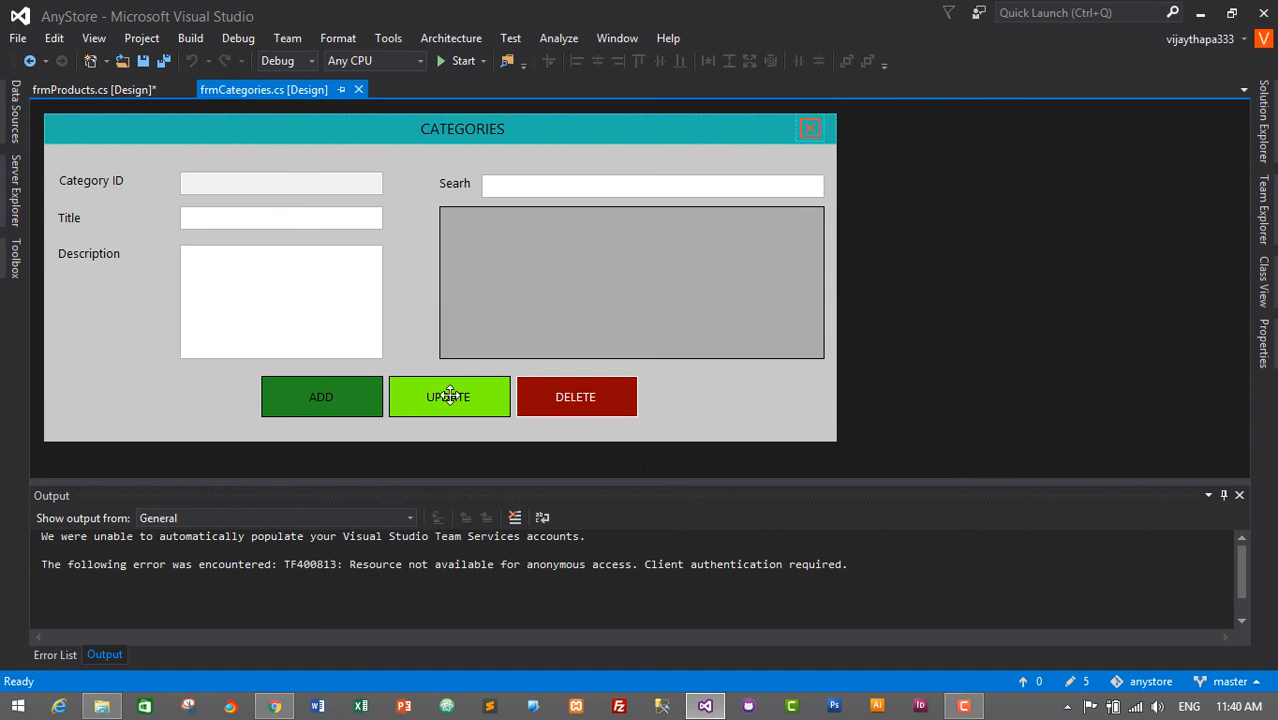 AnyStore - Microsoft Visual Studio
Quick Launch (Ctrl+Q)
File Edit View Project Build Debug Team Format Tools Architecture Test Analyze Window Help
vijaythapa333
V
Debug Any CPU Start
frmProducts.cs [Design]* frmCategories.cs [Design]
Data Sources
Server Explorer
Toolbox
Solution Explorer
Team Explorer
Class View
Properties
CATEGORIES
Category ID
Searh
Title
Description
ADD UPDATE DELETE
Output
Show output from: General
We were unable to automatically populate your Visual Studio Team Services accounts.
The following error was encountered: TF400813: Resource not available for anonymous access. Client authentication required.
Error List Output
Ready
0 5 anystore master
ENG 11:40 AM